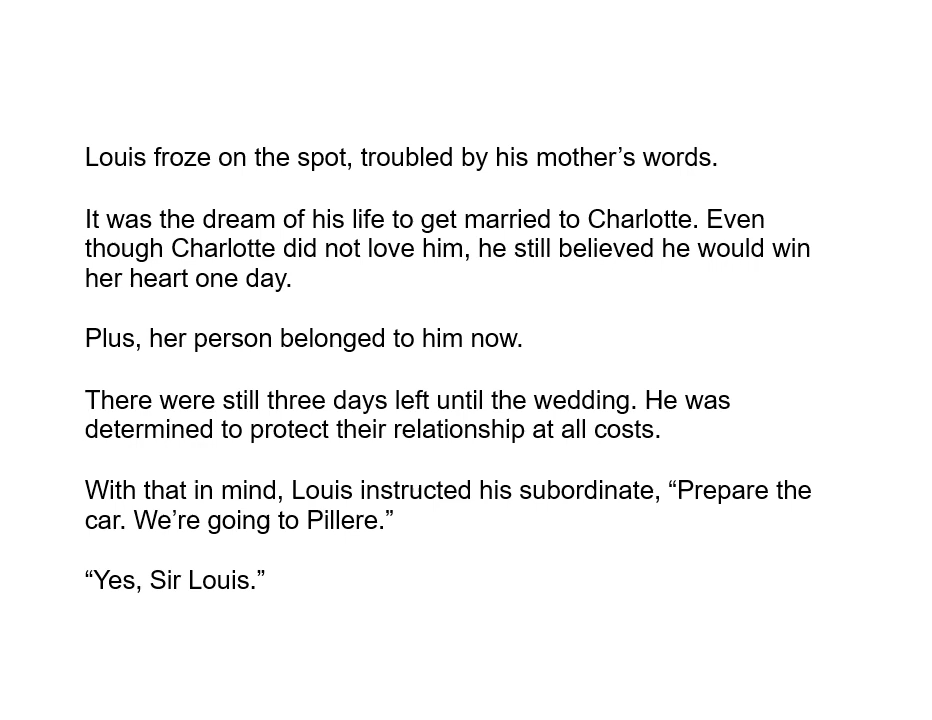 Louis froze on the spot, troubled by his mother’s words.
It was the dream of his life to get married to Charlotte. Even
though Charlotte did not love him, he still believed he would win
her heart one day.
Plus, her person belonged to him now.
There were still three days left until the wedding. He was
determined to protect their relationship at all costs.
With that in mind, Louis instructed his subordinate, “Prepare the
car. We’re going to Pillere.”
“Yes, Sir Louis.”